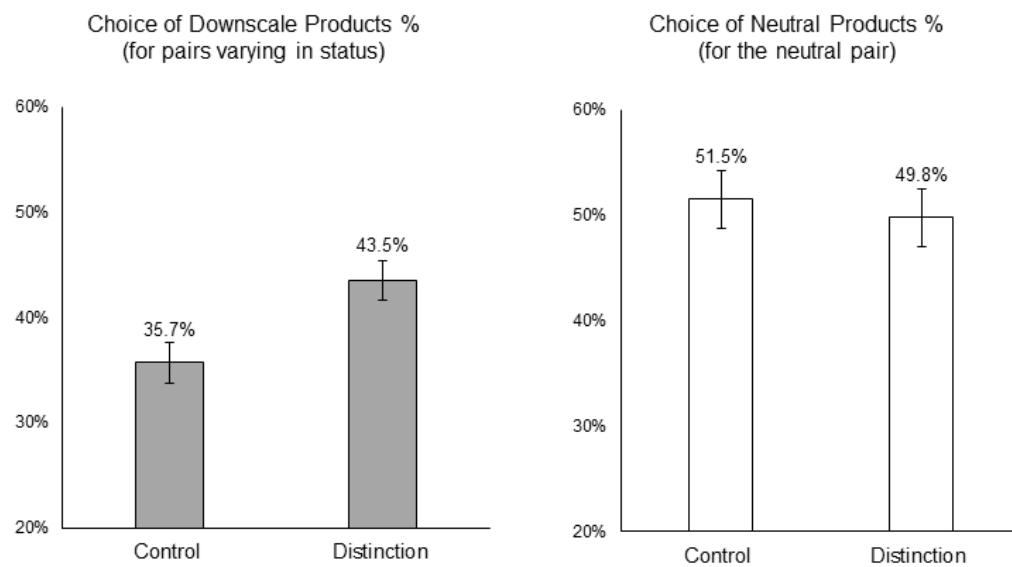 Choice of Downscale Products %
(for pairs varying in status)
60%
50%
40%
30%
20%
35.7%
43.5%
Control
Distinction
Choice of Neutral Products %
(for the neutral pair)
60%
50%
40%
30%
20%
51.5%
49.8%
Control
Distinction